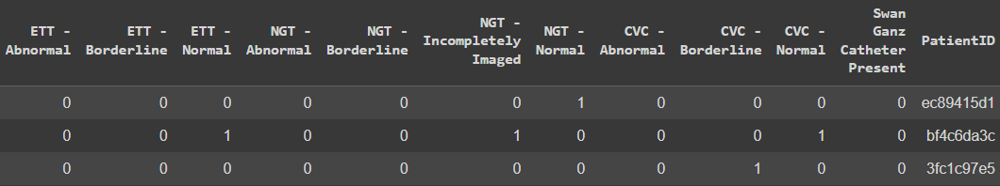 ETT - Abnormal ETT - Borderline ETT - Normal NGT - Abnormal NGT - Borderline NGT - Incompletely Imaged NGT - Normal CVC - Abnormal CVC - Borderline CVC - Normal Swan Ganz Catheter Present PatientID
0 0 0 0 0 0 1 0 0 0 0 ec89415d1
0 0 1 0 0 1 0 0 0 1 0 bf4c6da3c
0 0 0 0 0 0 0 0 1 0 0 3fc1c97e5